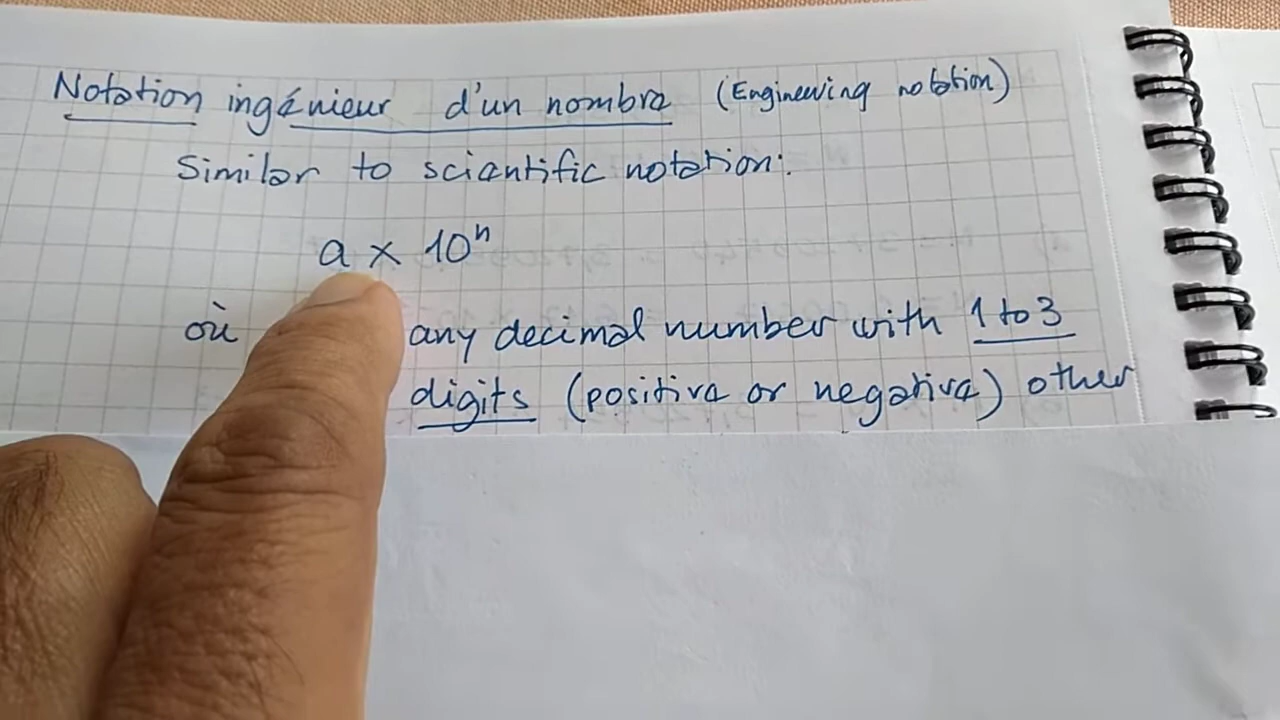 Notation ingénieur d'un nombre (Engineering notation)
Similar to scientific notation:
a × 10ⁿ
où any decimal number with 1 to 3
digits (positive or negative) other